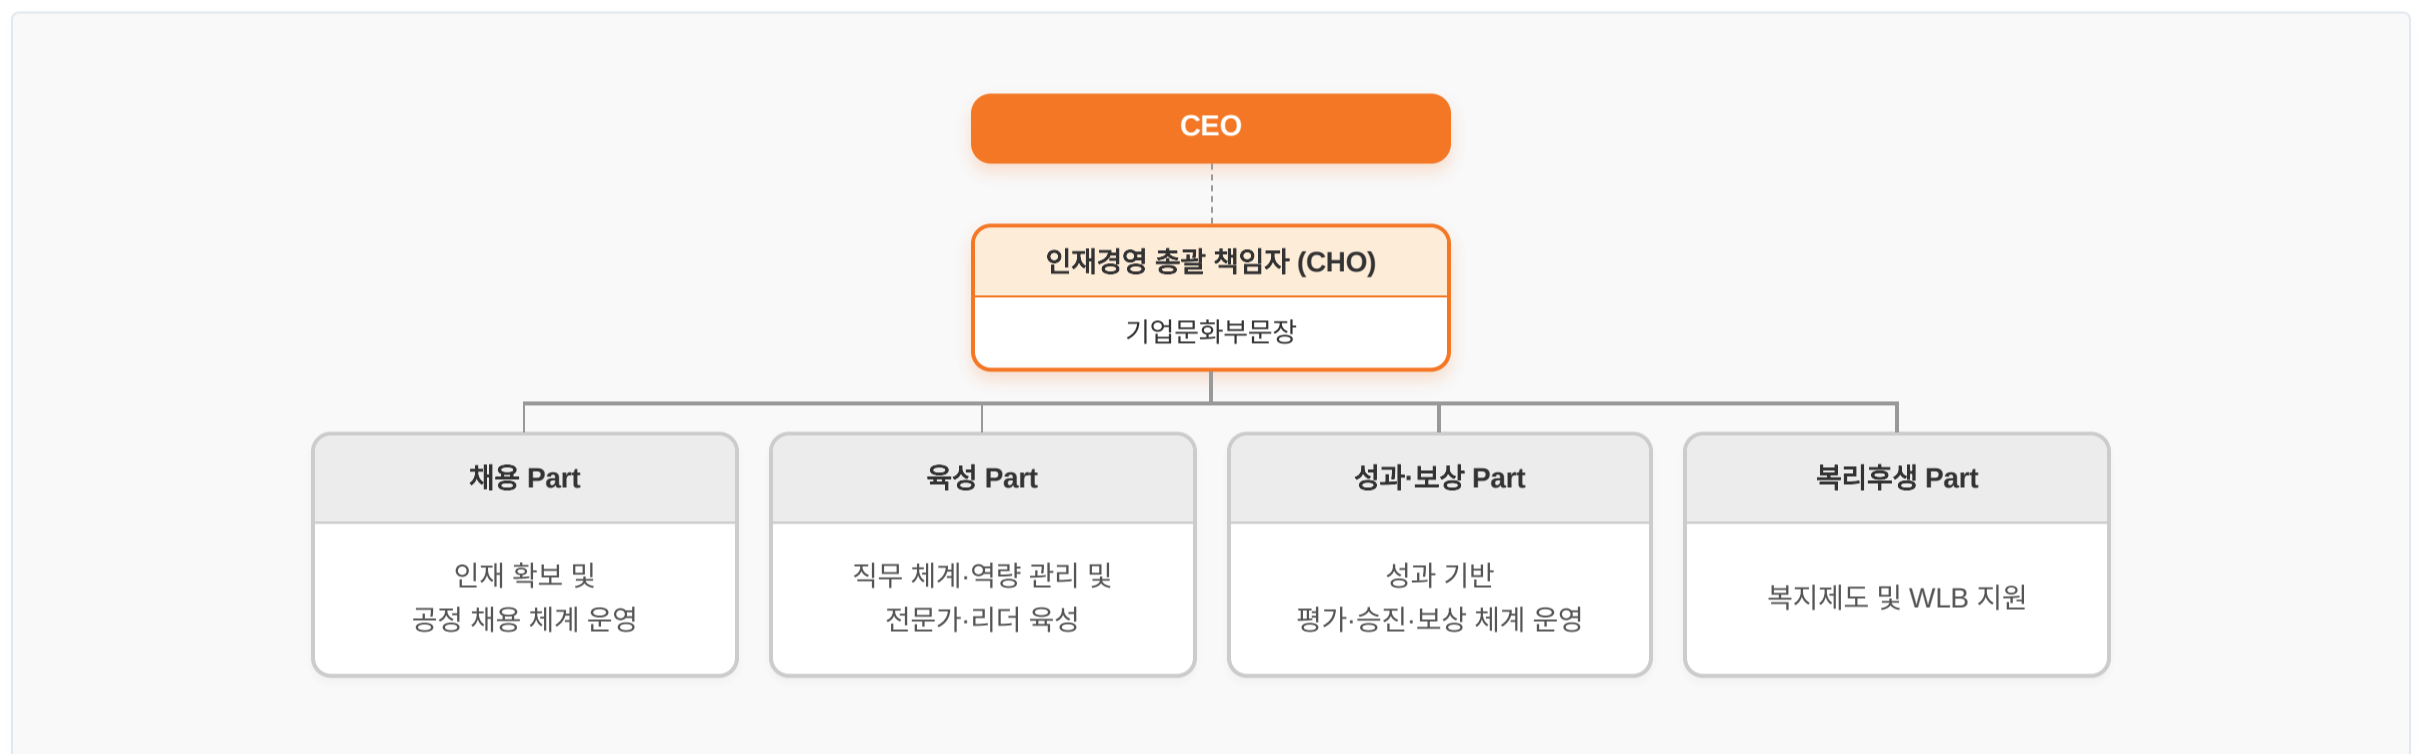 CEO
인재경영 총괄 책임자 (CHO)
기업문화부문장
채용 Part
인재 확보 및
공정 채용 체계 운영
육성 Part
직무 체계·역량 관리 및
전문가·리더 육성
성과·보상 Part
성과 기반
평가·승진·보상 체계 운영
복리후생 Part
복지제도 및 WLB 지원